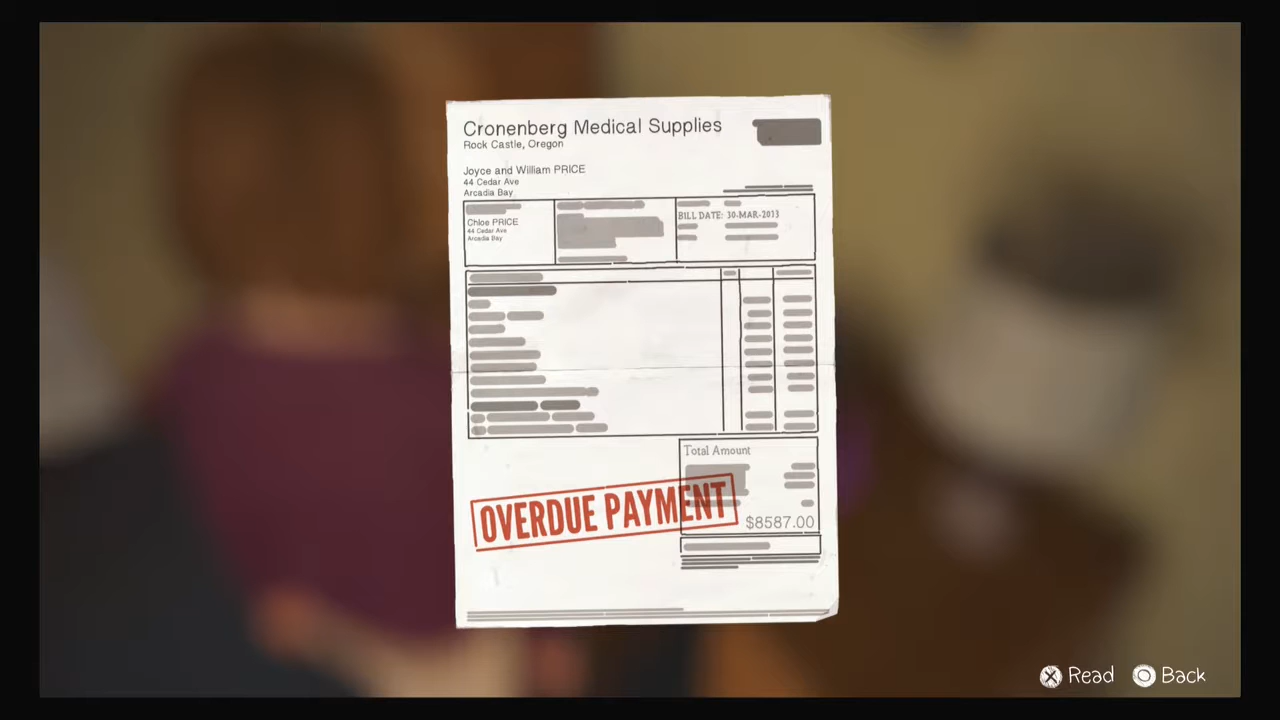 Cronenberg Medical Supplies
Rock Castle, Oregon
Joyce and William PRICE
44 Cedar Ave
Arcadia Bay
Chloe PRICE
44 Cedar Ave
Arcadia Bay
BILL DATE: 30-MAR-2013
Total Amount
OVERDUE PAYMENT
$8587.00
Read
Back